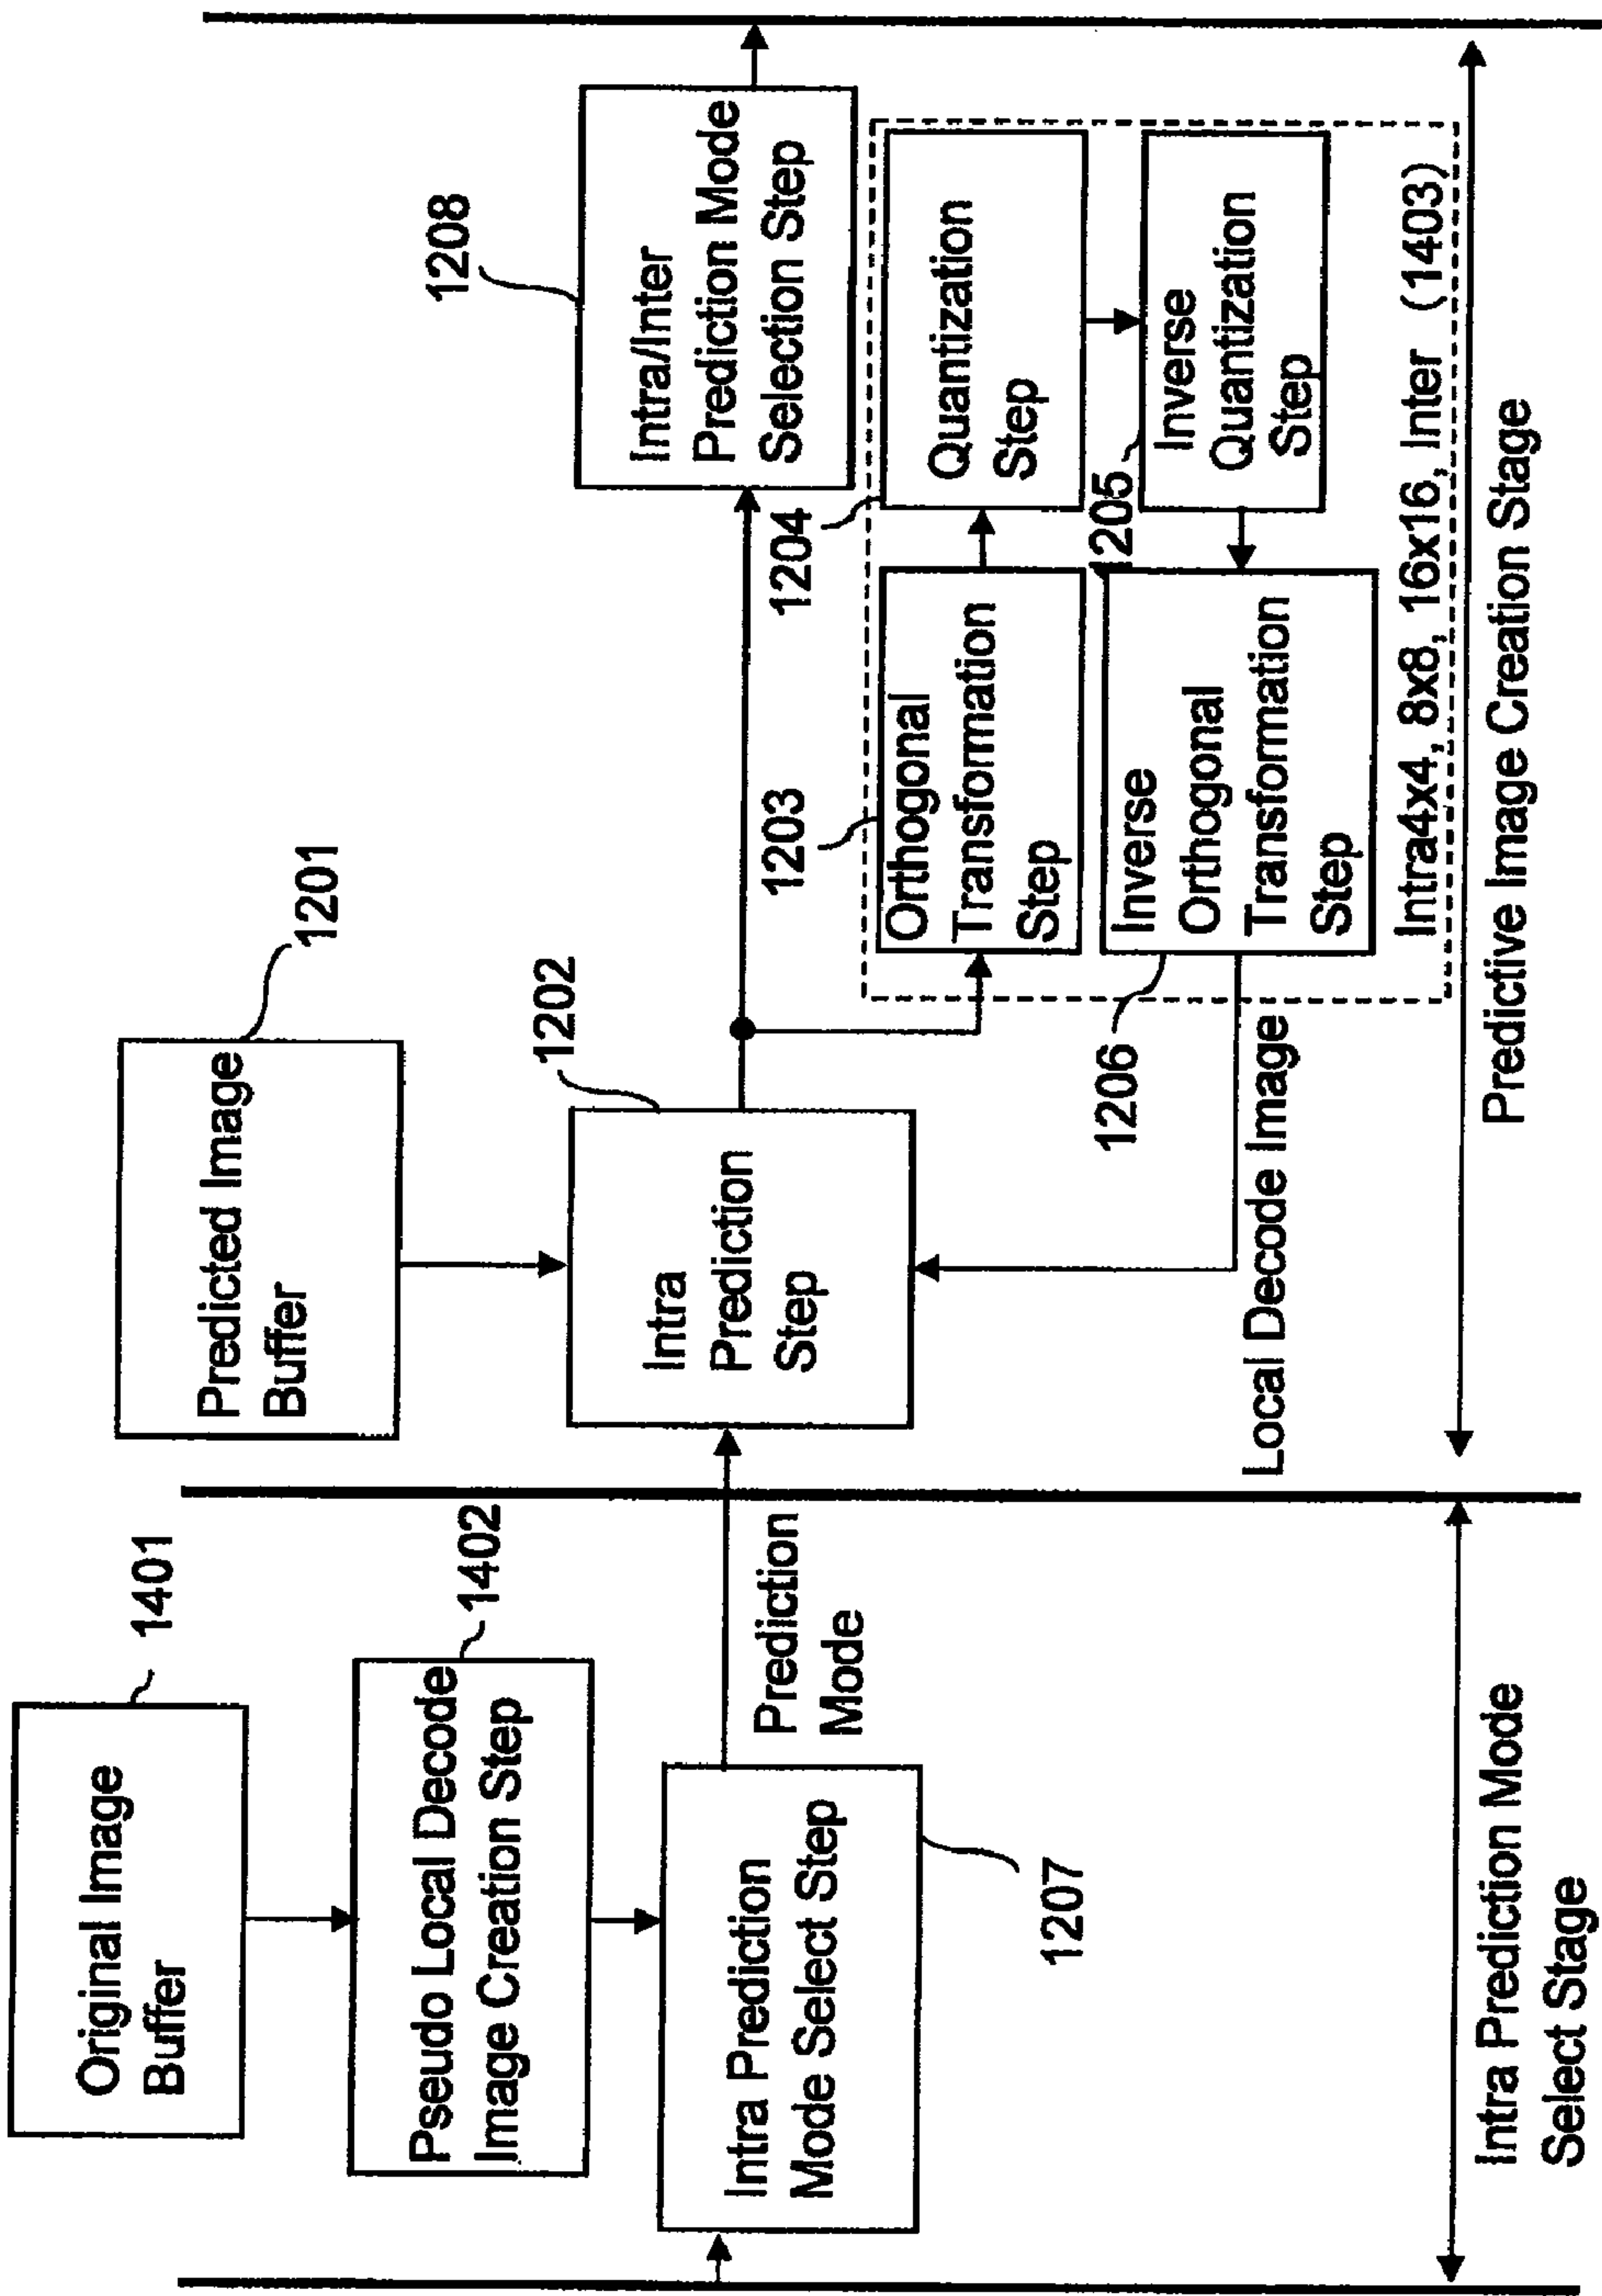 1401
Original Image
Buffer
1402
Pseudo Local Decode
Image Creation Step
Intra Prediction
Mode Select Step
1207
Prediction
Mode
Intra Prediction Mode
Select Stage
1201
Predicted Image
Buffer
1202
Intra
Prediction
Step
1208
Intra/Inter
Prediction Mode
Selection Step
1203
Orthogonal
Transformation
Step
1204
Quantization
Step
1205
Inverse
Quantization
Step
1206
Inverse
Orthogonal
Transformation
Step
Local Decode Image
Intra4x4, 8x8, 16x16, Inter (1403)
Predictive Image Creation Stage